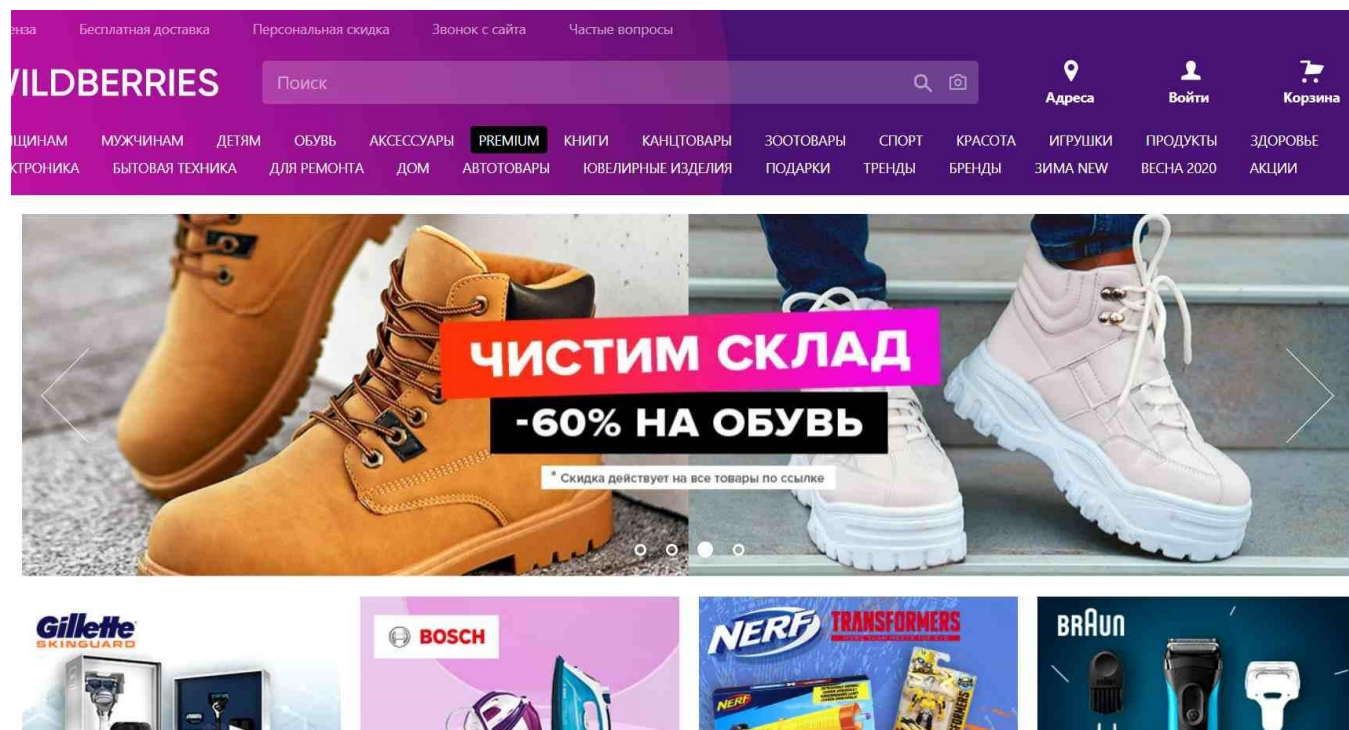 Бесплатная доставка Персональная скидка Звонок с сайта Частые вопросы
WILDBERRIES
Поиск
Адреса Войти Корзина
МУЖЧИНАМ ДЕТЯМ ОБУВЬ АКСЕССУАРЫ PREMIUM КНИГИ КАНЦТОВАРЫ ЗООТОВАРЫ СПОРТ КРАСОТА ИГРУШКИ ПРОДУКТЫ ЗДОРОВЬЕ
БЫТОВАЯ ТЕХНИКА ДЛЯ РЕМОНТА ДОМ АВТОТОВАРЫ ЮВЕЛИРНЫЕ ИЗДЕЛИЯ ПОДАРКИ ТРЕНДЫ БРЕНДЫ ЗИМА NEW ВЕСНА 2020 АКЦИИ
ЧИСТИМ СКЛАД
-60% НА ОБУВЬ
* Скидка действует на все товары по ссылке
Gillette
SKINGUARD
BOSCH
NERF TRANSFORMERS
BRAUN
NERF
TRANSFORMERS